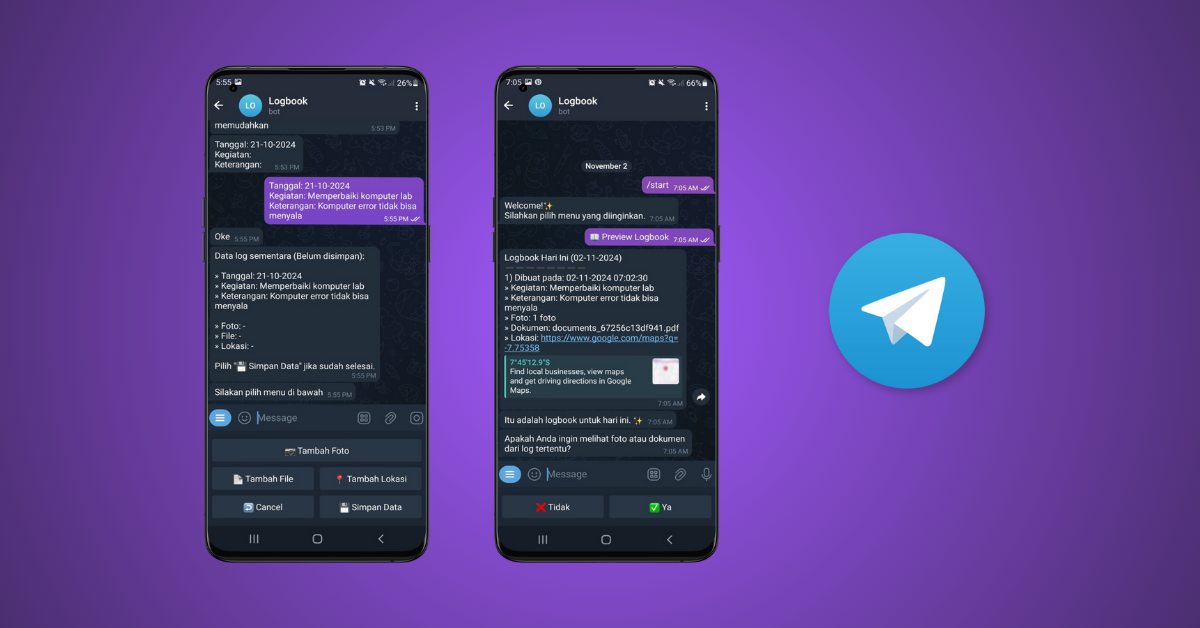 5:55
26%
LO
Logbook
bot
memudahkan
5:53 PM
Tanggal: 21-10-2024
Kegiatan:
Keterangan:
5:53 PM
Tanggal: 21-10-2024
Kegiatan: Memperbaiki komputer lab
Keterangan: Komputer error tidak bisa
menyala
5:55 PM
Oke
5:55 PM
Data log sementara (Belum disimpan):
» Tanggal: 21-10-2024
» Kegiatan: Memperbaiki komputer lab
» Keterangan: Komputer error tidak bisa
menyala
» Foto: -
» File: -
» Lokasi: -
Pilih "💾 Simpan Data" jika sudah selesai.
5:55 PM
Silakan pilih menu di bawah
5:55 PM
Message
📷 Tambah Foto
📄 Tambah File
📍 Tambah Lokasi
↩️ Cancel
💾 Simpan Data
7:05
66%
LO
Logbook
bot
November 2
/start
7:05 AM
Welcome!✨
Silahkan pilih menu yang diinginkan.
7:05 AM
📖 Preview Logbook
7:05 AM
Logbook Hari Ini (02-11-2024)
1) Dibuat pada: 02-11-2024 07:02:30
» Kegiatan: Memperbaiki komputer lab
» Keterangan: Komputer error tidak bisa
menyala
» Foto: 1 foto
» Dokumen: documents_67256c13df941.pdf
» Lokasi: https://www.google.com/maps?q=
-7.75358
7°45'12.9"S
Find local businesses, view maps
and get driving directions in Google
Maps.
7:05 AM
Itu adalah logbook untuk hari ini. ✨
7:05 AM
Apakah Anda ingin melihat foto atau dokumen
dari log tertentu?
7:05 AM
Message
❌ Tidak
✅ Ya